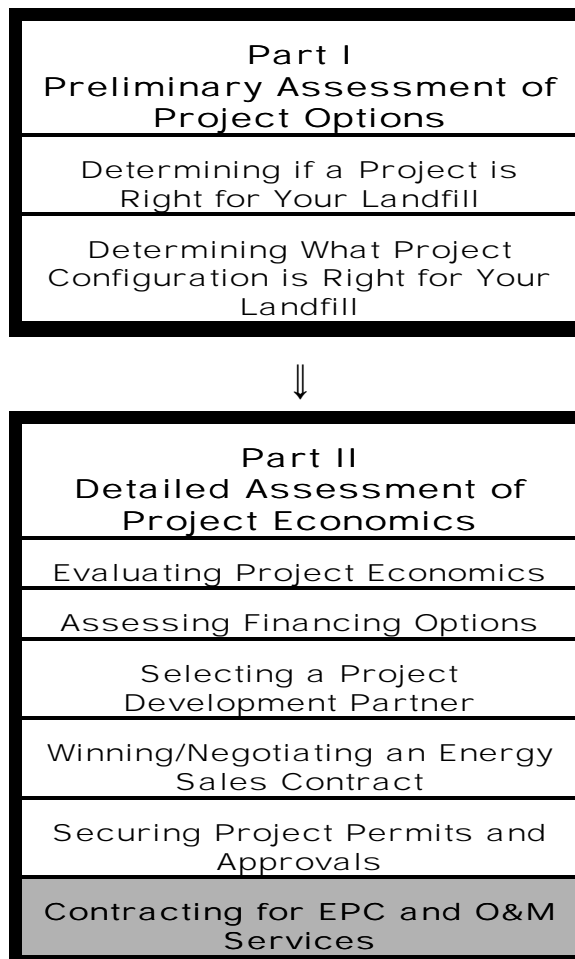 Part I
Preliminary Assessment of
Project Options
Determining if a Project is
Right for Your Landfill
Determining What Project
Configuration is Right for Your
Landfill
⇓
Part II
Detailed Assessment of
Project Economics
Evaluating Project Economics
Assessing Financing Options
Selecting a Project
Development Partner
Winning/Negotiating an Energy
Sales Contract
Securing Project Permits and
Approvals
Contracting for EPC and O&M
Services